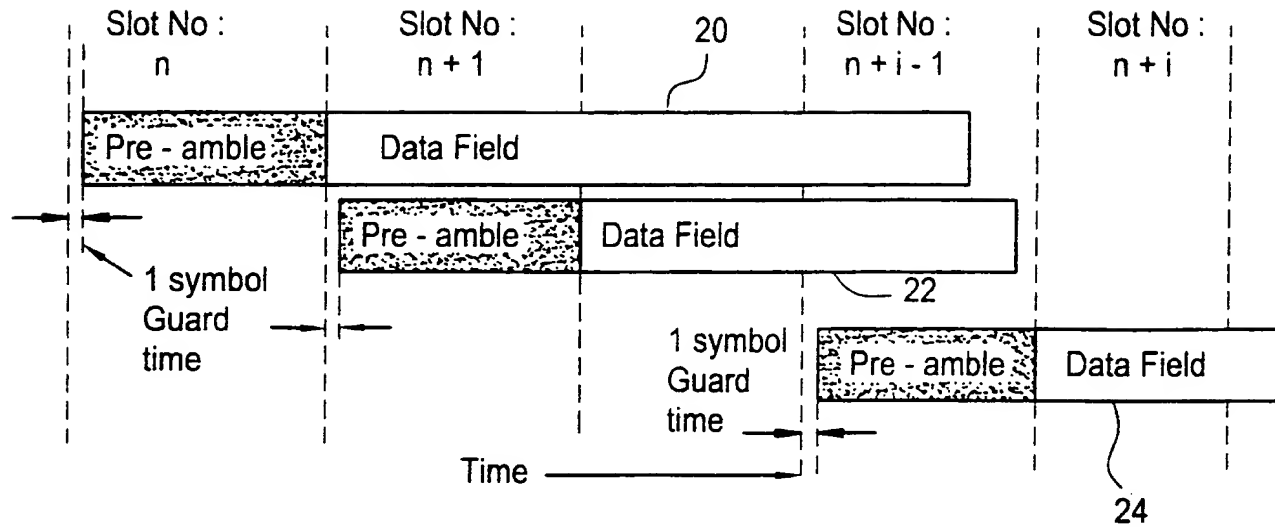 Slot No :
n
Slot No :
n + 1
20
Slot No :
n + i - 1
Slot No :
n + i
Pre - amble
Data Field
Pre - amble
Data Field
1 symbol
Guard
time
22
1 symbol
Guard
time
Pre - amble
Data Field
Time
24